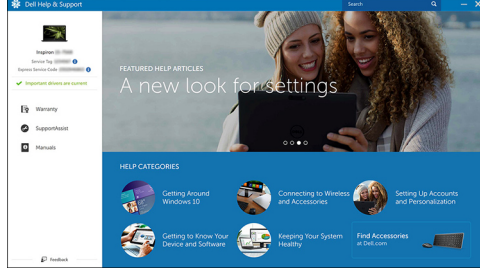 Dell Help & Support
Search
Inspiron
Service Tag
Express Service Code
Important drivers are current
Warranty
SupportAssist
Manuals
Feedback
FEATURED HELP ARTICLES
A new look for settings
HELP CATEGORIES
Getting Around
Windows 10
Connecting to Wireless
and Accessories
Setting Up Accounts
and Personalization
Getting to Know Your
Device and Software
Keeping Your System
Healthy
Find Accessories
at Dell.com